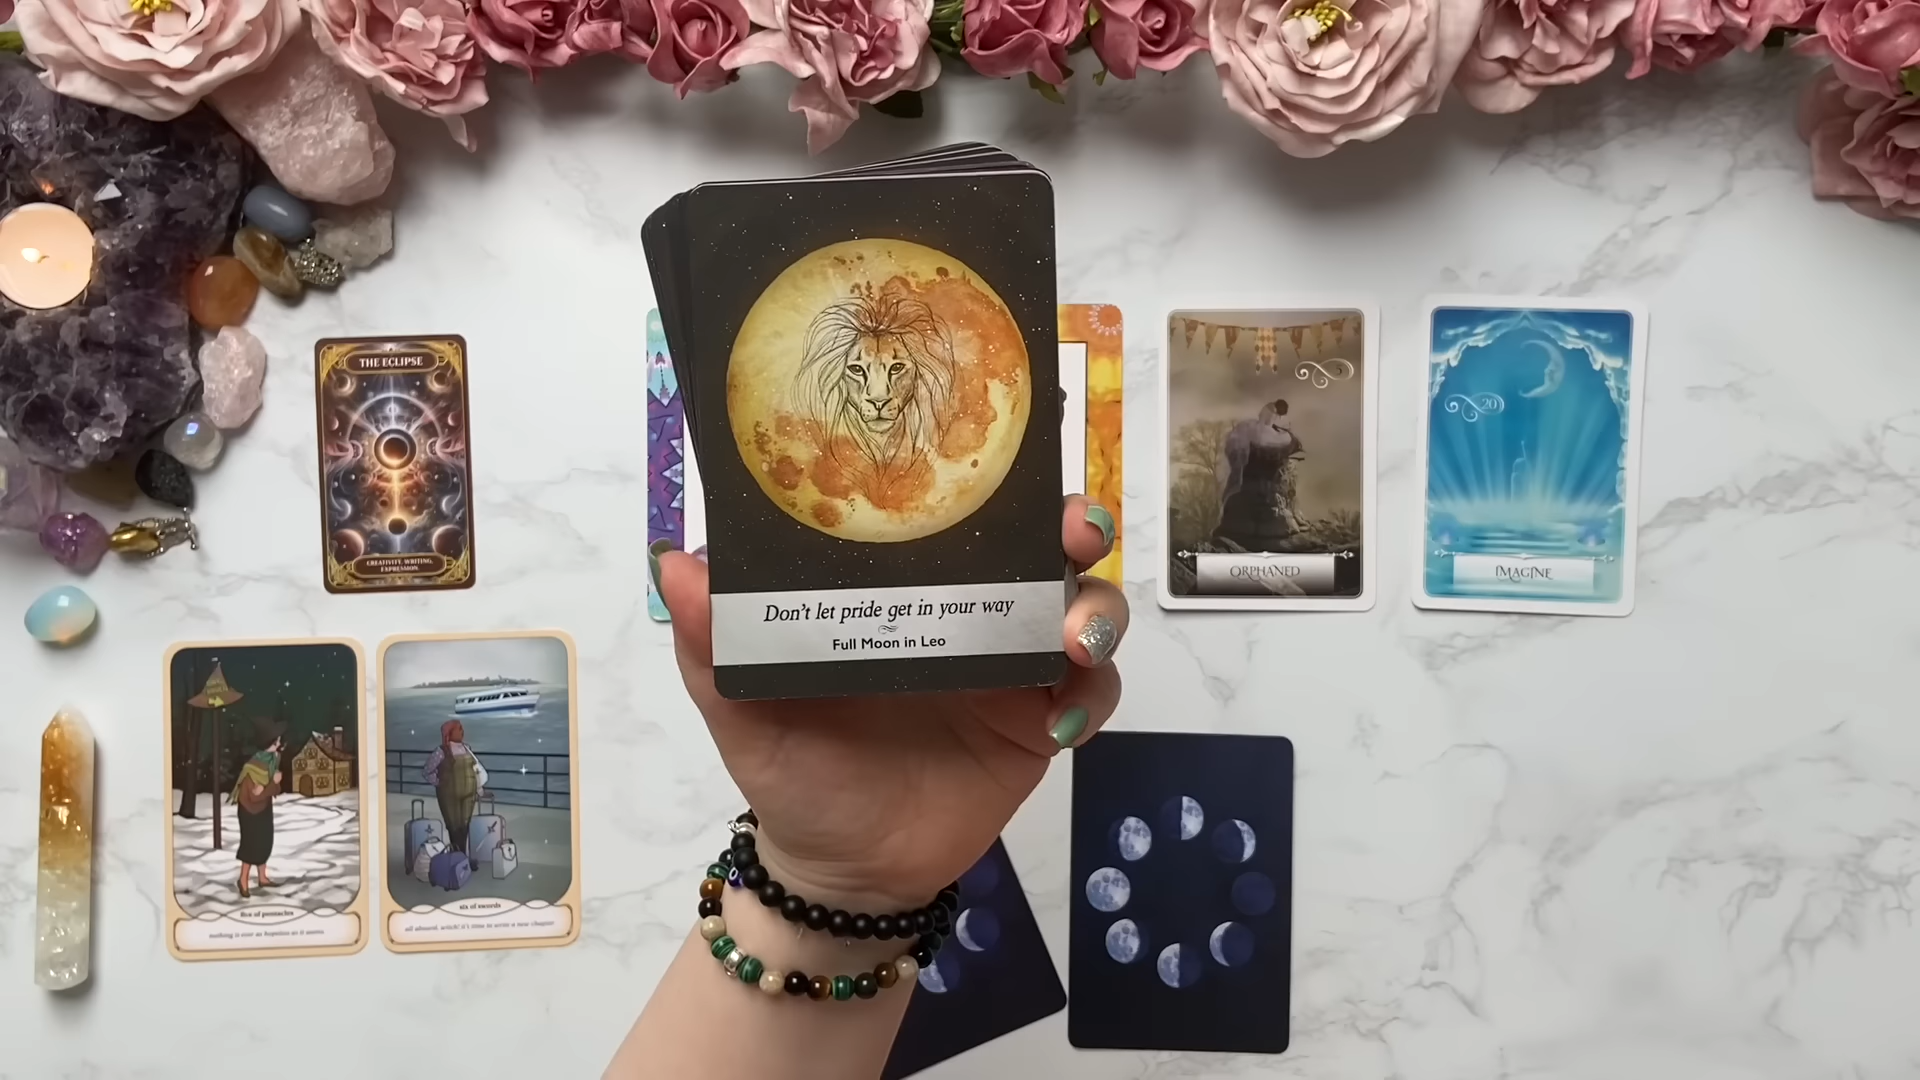 THE ECLIPSE
CREATIVITY, WRITING,
EXPRESSION.
Don't let pride get in your way
Full Moon in Leo
5
ORPHANED
20
IMAGINE
five of pentacles
nothing is ever as hopeless as it seems
six of swords
all aboard, witch! it's time to write a new chapter